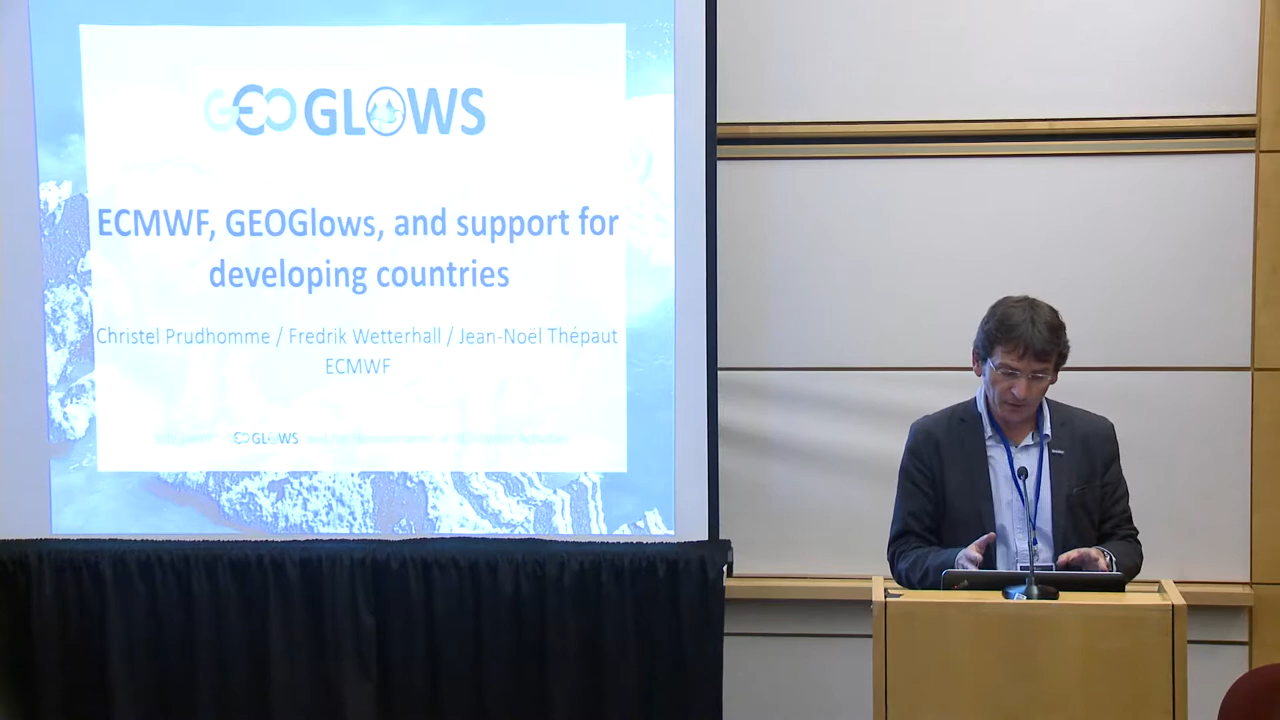 GEOGLOWS
ECMWF, GEOGlows, and support for
developing countries
Christel Prudhomme / Fredrik Wetterhall / Jean-Noël Thépaut
ECMWF
GEOGLOWS